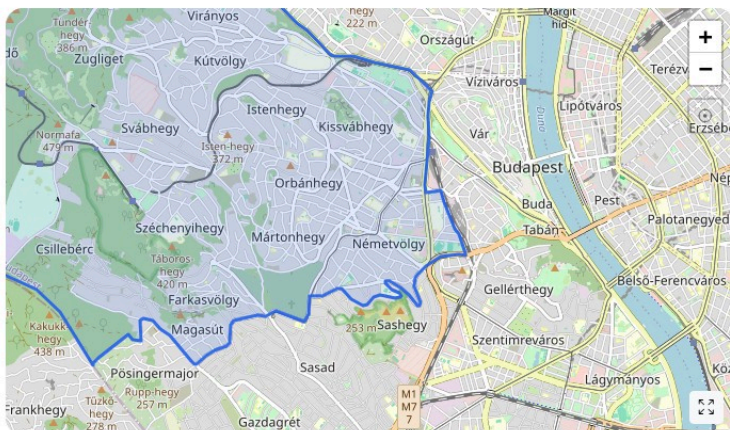 Virányos
hegy
222 m
Országút
Margit
híd
+
−
Tündér-
hegy
386 m
Zugliget
Kútvölgy
Víziváros
Duna
Lipótváros
Istenhegy
Kissvábhegy
Svábhegy
Normafa
479 m
Isten-hegy
372 m
Vár
Budapest
Orbánhegy
Buda
Pest
Széchenyihegy
Mártonhegy
Németvölgy
Tabán
Palotanegyed
Csillebérc
Táboros
hegy
420 m
Budapest
Farkasvölgy
Gellérthegy
Belső-Ferencváros
Kakukk-
hegy
438 m
Magasút
253 m
Sashegy
Szentimreváros
Pösingermajor
Sasad
Rupp-hegy
257 m
Lágymányos
Tűzkő-
hegy
278 m
Frankhegy
Gazdagrét
M1
M7
7